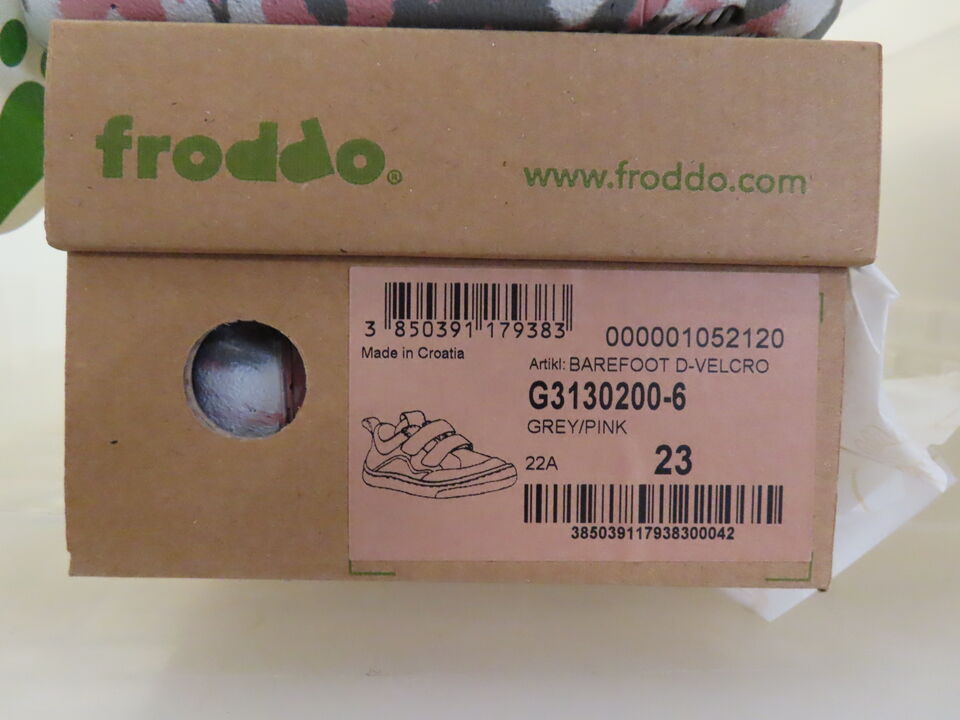 froddo®
www.froddo.com
3 850391 179383
000001052120
Made in Croatia
Artikl: BAREFOOT D-VELCRO
G3130200-6
GREY/PINK
22A 23
385039117938300042